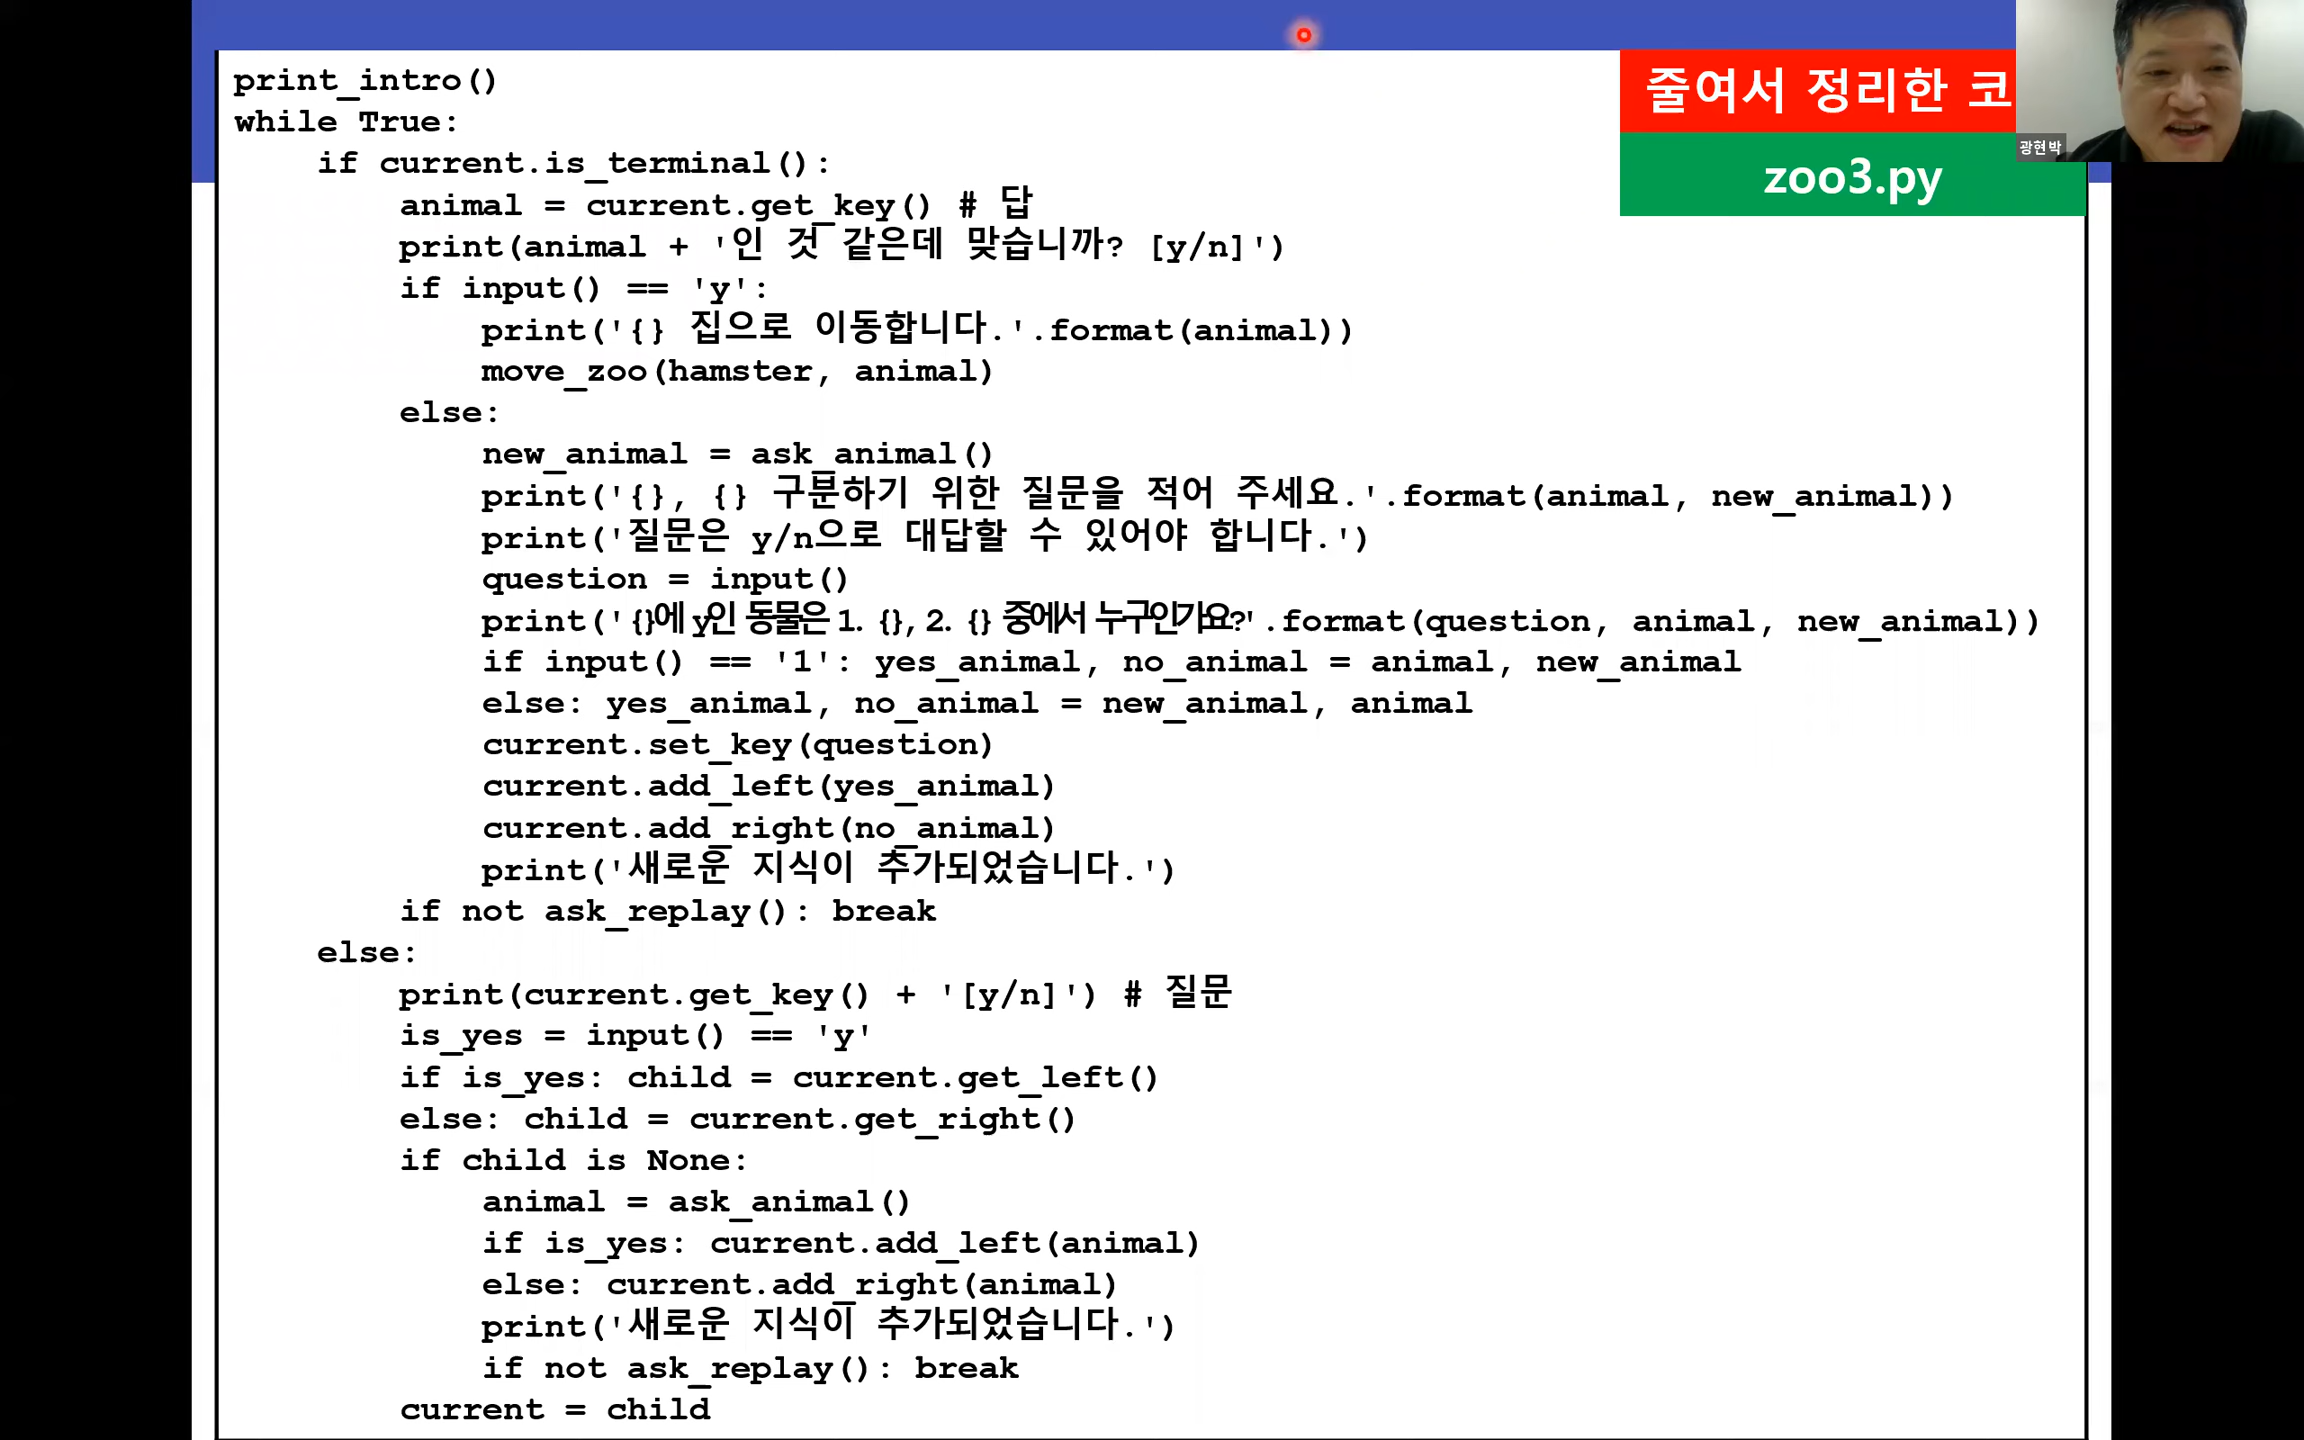 print_intro()
while True:
if current.is_terminal():
animal = current.get_key() # 답
print(animal + '인 것 같은데 맞습니까? [y/n]')
if input() == 'y':
print('{} 집으로 이동합니다.'.format(animal))
move_zoo(hamster, animal)
else:
new_animal = ask_animal()
print('{}, {} 구분하기 위한 질문을 적어 주세요.'.format(animal, new_animal))
print('질문은 y/n으로 대답할 수 있어야 합니다.')
question = input()
print('{}에 y인 동물은 1. {}, 2. {} 중에서 누구인가요?'.format(question, animal, new_animal))
if input() == '1': yes_animal, no_animal = animal, new_animal
else: yes_animal, no_animal = new_animal, animal
current.set_key(question)
current.add_left(yes_animal)
current.add_right(no_animal)
print('새로운 지식이 추가되었습니다.')
if not ask_replay(): break
else:
print(current.get_key() + '[y/n]') # 질문
is_yes = input() == 'y'
if is_yes: child = current.get_left()
else: child = current.get_right()
if child is None:
animal = ask_animal()
if is_yes: current.add_left(animal)
else: current.add_right(animal)
print('새로운 지식이 추가되었습니다.')
if not ask_replay(): break
current = child
줄여서 정리한 코
zoo3.py
광현박